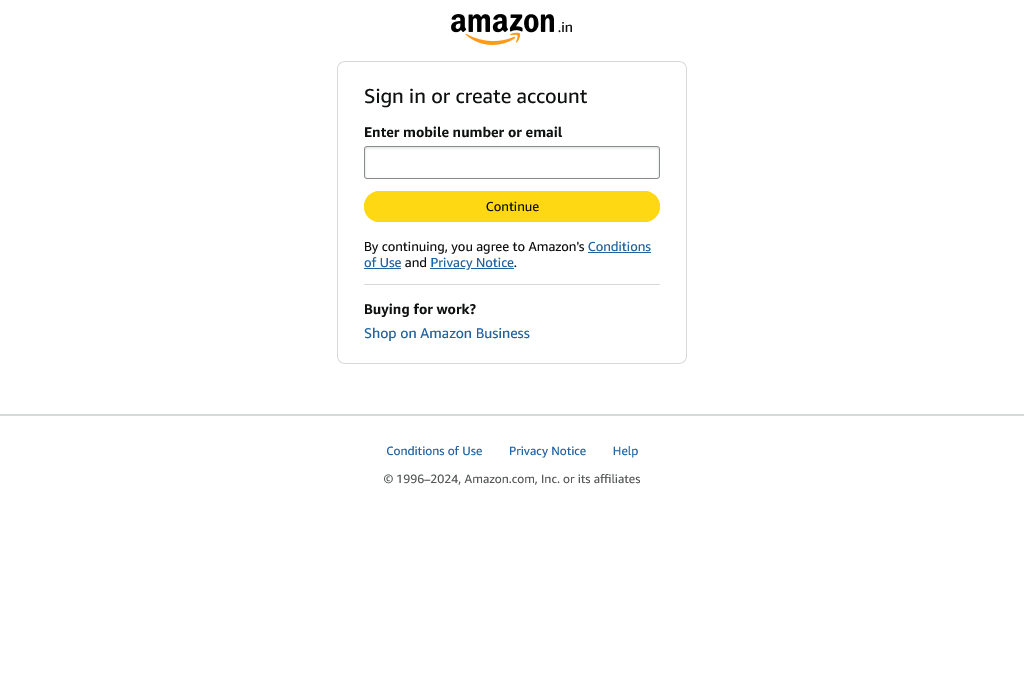 amazon.in
Sign in or create account
Enter mobile number or email
Continue
By continuing, you agree to Amazon's Conditions
of Use and Privacy Notice.
Buying for work?
Shop on Amazon Business
Conditions of Use Privacy Notice Help
© 1996–2024, Amazon.com, Inc. or its affiliates